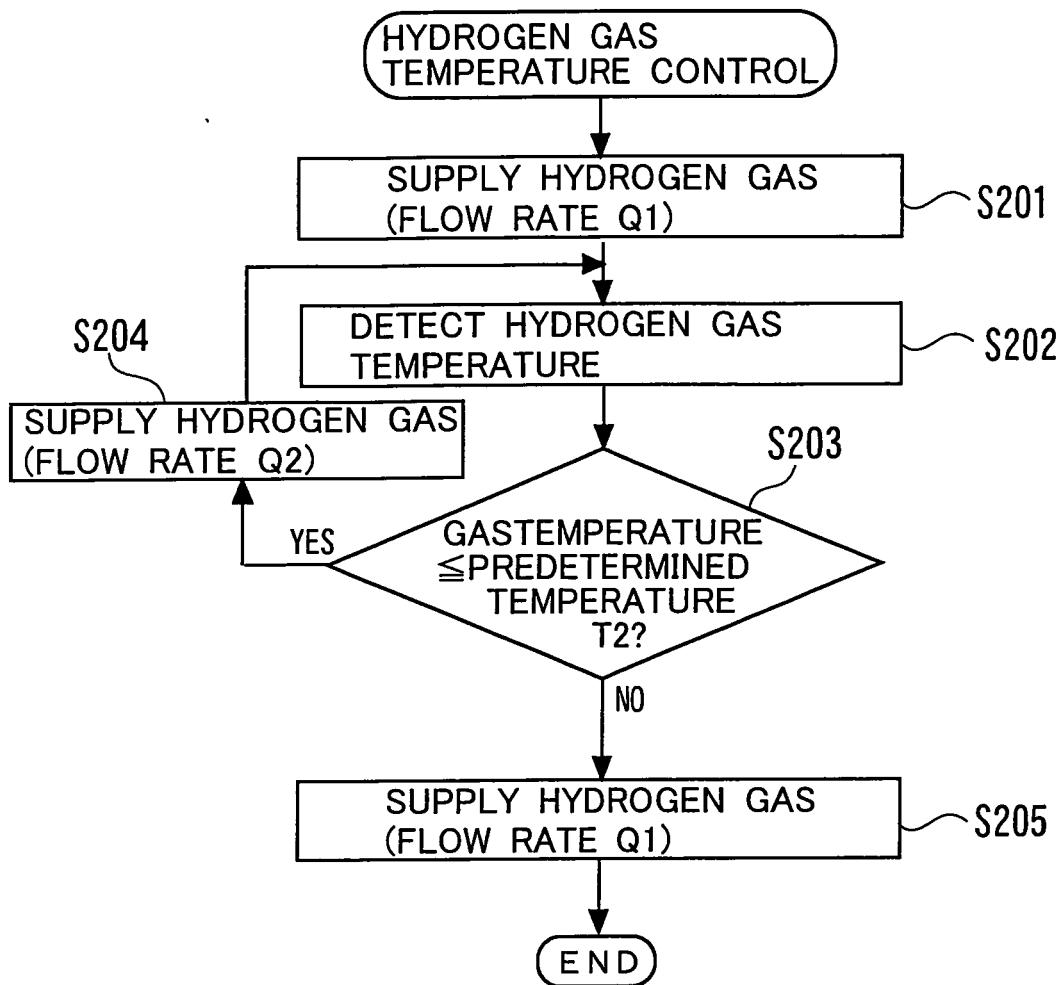 HYDROGEN GAS
TEMPERATURE CONTROL
SUPPLY HYDROGEN GAS
(FLOW RATE Q1)
S201
DETECT HYDROGEN GAS
TEMPERATURE
S202
S204
SUPPLY HYDROGEN GAS
(FLOW RATE Q2)
S203
YES
GASTEMPERATURE
≦PREDETERMINED
TEMPERATURE
T2?
NO
SUPPLY HYDROGEN GAS
(FLOW RATE Q1)
S205
END